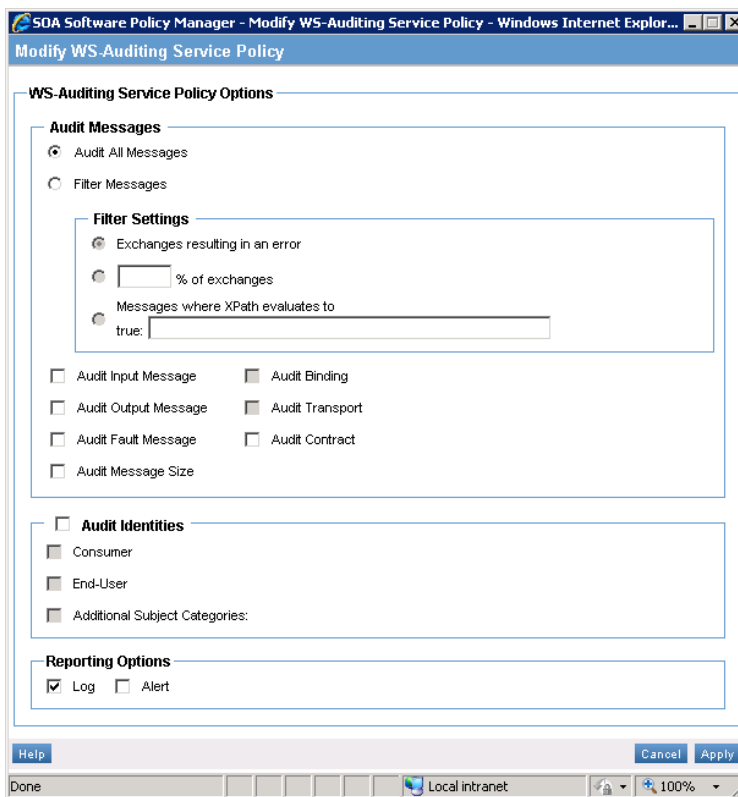 SOA Software Policy Manager - Modify WS-Auditing Service Policy - Windows Internet Explor...
Modify WS-Auditing Service Policy
WS-Auditing Service Policy Options
Audit Messages
Audit All Messages
Filter Messages
Filter Settings
Exchanges resulting in an error
% of exchanges
Messages where XPath evaluates to
true:
Audit Input Message Audit Binding
Audit Output Message Audit Transport
Audit Fault Message Audit Contract
Audit Message Size
Audit Identities
Consumer
End-User
Additional Subject Categories:
Reporting Options
Log Alert
Help Cancel Apply
Done Local intranet 100%